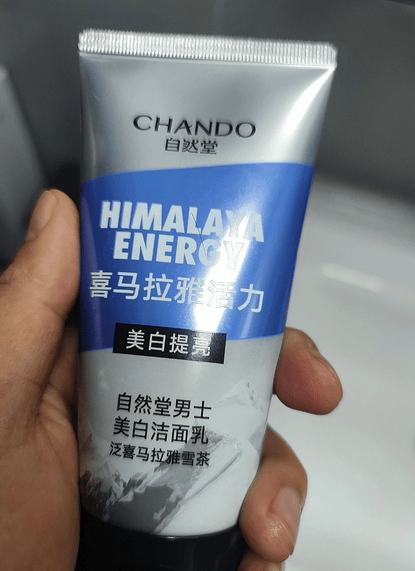 CHANDO
自然堂
HIMALAYA
ENERGY
喜马拉雅活力
美白提亮
自然堂男士
美白洁面乳
泛喜马拉雅雪茶